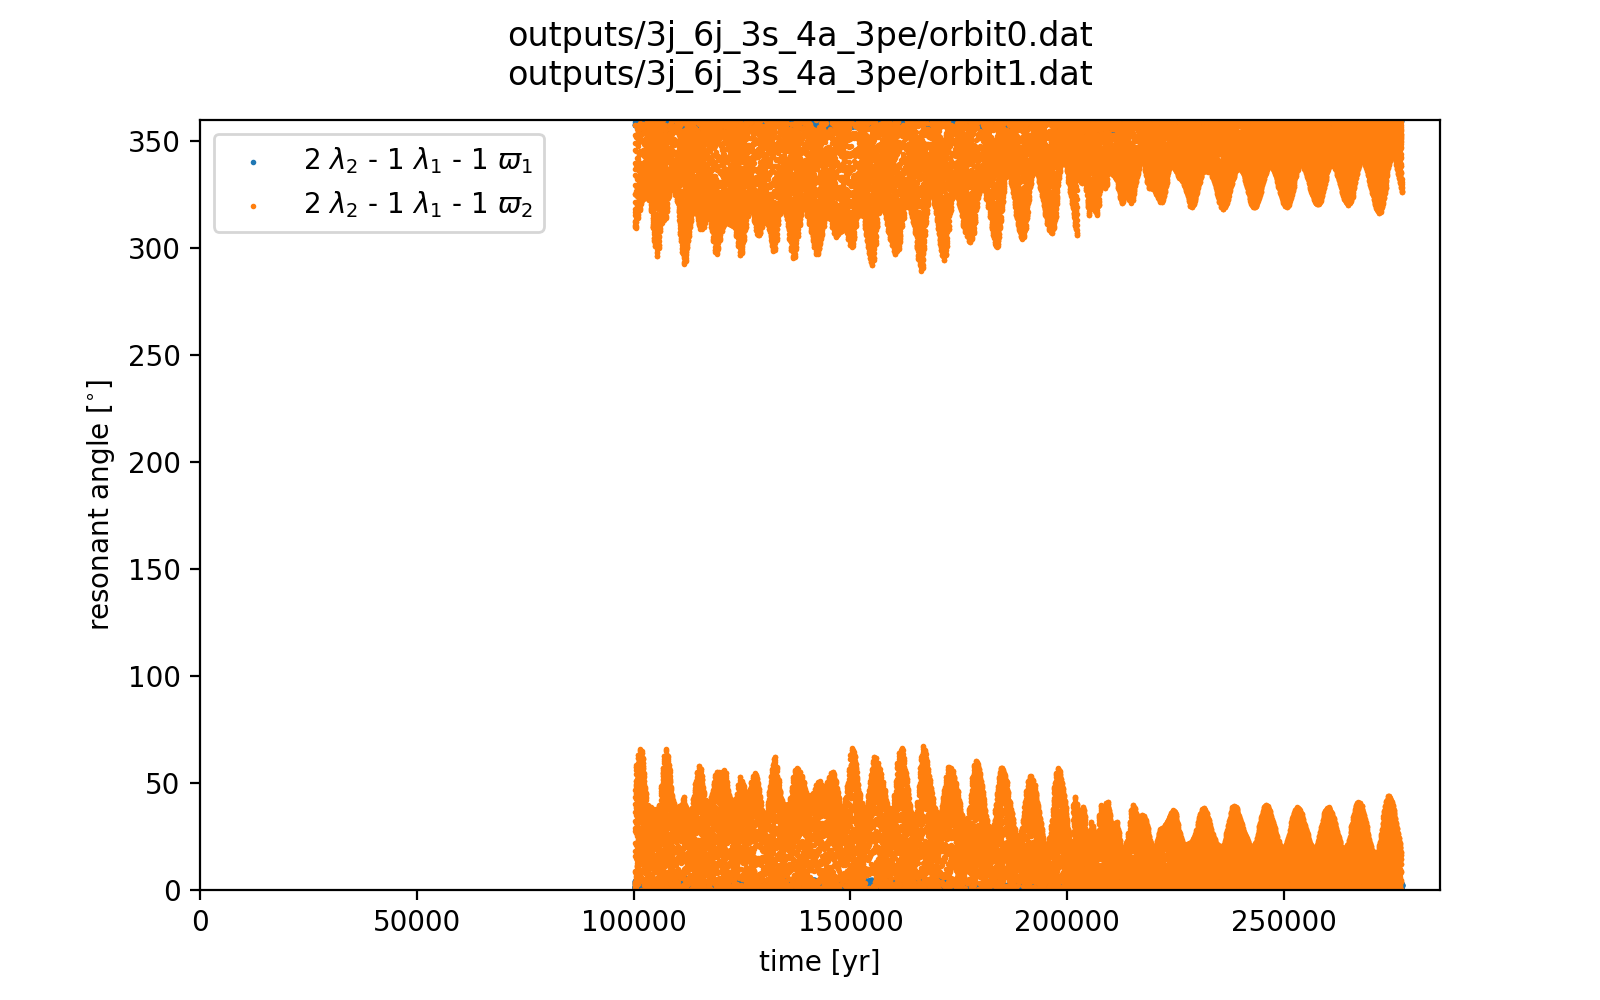 outputs/3j_6j_3s_4a_3pe/orbit0.dat
outputs/3j_6j_3s_4a_3pe/orbit1.dat
2 λ₂ - 1 λ₁ - 1 ϖ₁
2 λ₂ - 1 λ₁ - 1 ϖ₂
350
300
250
200
150
100
50
0
resonant angle [°]
0 50000 100000 150000 200000 250000
time [yr]